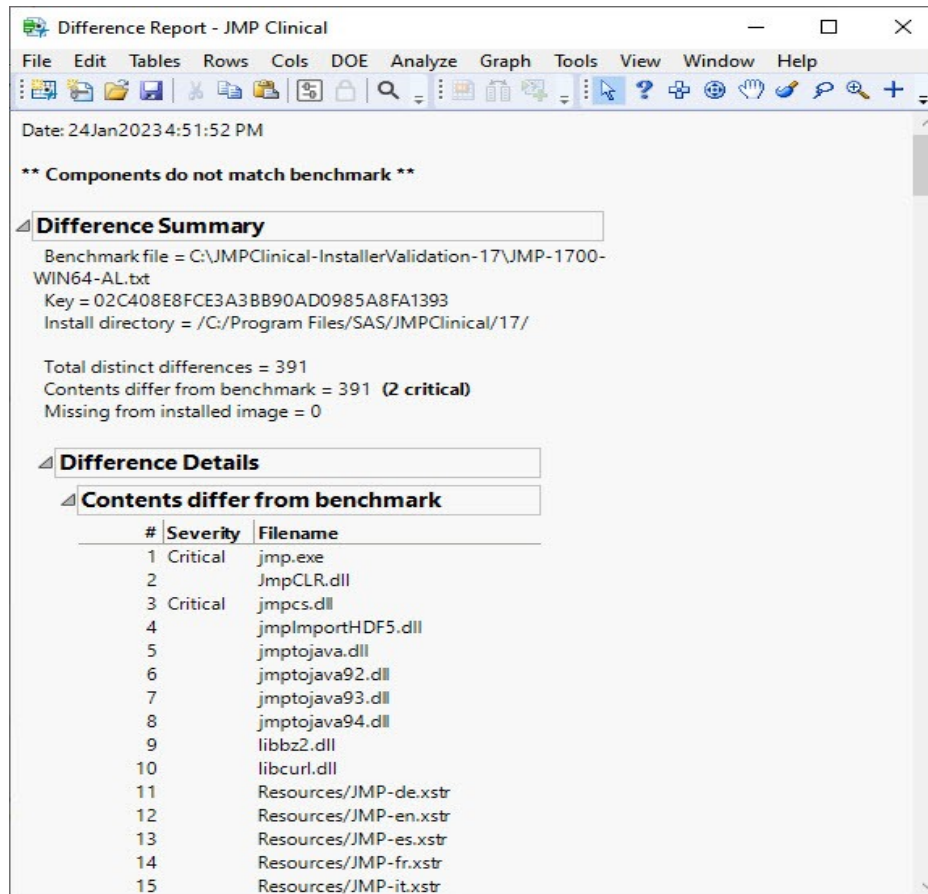 Difference Report - JMP Clinical
File Edit Tables Rows Cols DOE Analyze Graph Tools View Window Help
Date: 24Jan2023 4:51:52 PM
** Components do not match benchmark **
Difference Summary
Benchmark file = C:\JMPClinical-InstallerValidation-17\JMP-1700-
WIN64-AL.txt
Key = 02C408E8FCE3A3BB90AD0985A8FA1393
Install directory = /C:/Program Files/SAS/JMPClinical/17/
Total distinct differences = 391
Contents differ from benchmark = 391 (2 critical)
Missing from installed image = 0
Difference Details
Contents differ from benchmark
# Severity Filename
1 Critical jmp.exe
2 JmpCLR.dll
3 Critical jmpcs.dll
4 jmpImportHDF5.dll
5 jmptojava.dll
6 jmptojava92.dll
7 jmptojava93.dll
8 jmptojava94.dll
9 libbz2.dll
10 libcurl.dll
11 Resources/JMP-de.xstr
12 Resources/JMP-en.xstr
13 Resources/JMP-es.xstr
14 Resources/JMP-fr.xstr
15 Resources/JMP-it.xstr